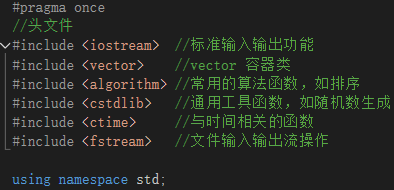 #pragma once
//头文件
#include <iostream>  //标准输入输出功能
#include <vector>    //vector 容器类
#include <algorithm> //常用的算法函数，如排序
#include <cstdlib>   //通用工具函数，如随机数生成
#include <ctime>     //与时间相关的函数
#include <fstream>   //文件输入输出流操作
using namespace std;